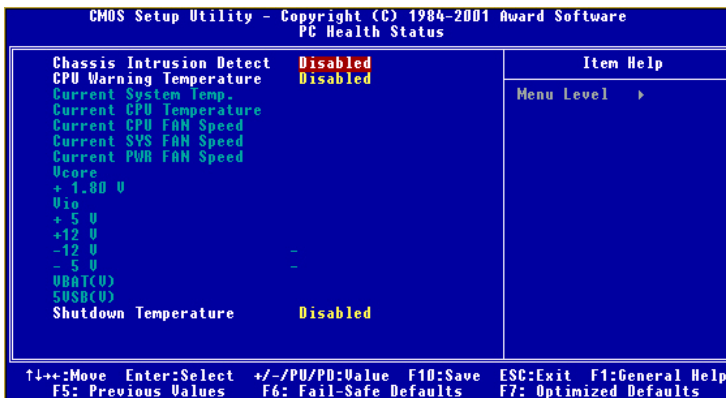 CMOS Setup Utility - Copyright (C) 1984-2001 Award Software
PC Health Status
Chassis Intrusion Detect Disabled
CPU Warning Temperature Disabled
Current System Temp.
Current CPU Temperature
Current CPU FAN Speed
Current SYS FAN Speed
Current PWR FAN Speed
Vcore
+ 1.80 V
Vio
+ 5 V
+12 V
-12 V -
- 5 V -
VBAT(V)
5VSB(V)
Shutdown Temperature Disabled
Item Help
Menu Level ▸
↑↓→←:Move Enter:Select +/-/PU/PD:Value F10:Save ESC:Exit F1:General Help
F5: Previous Values F6: Fail-Safe Defaults F7: Optimized Defaults